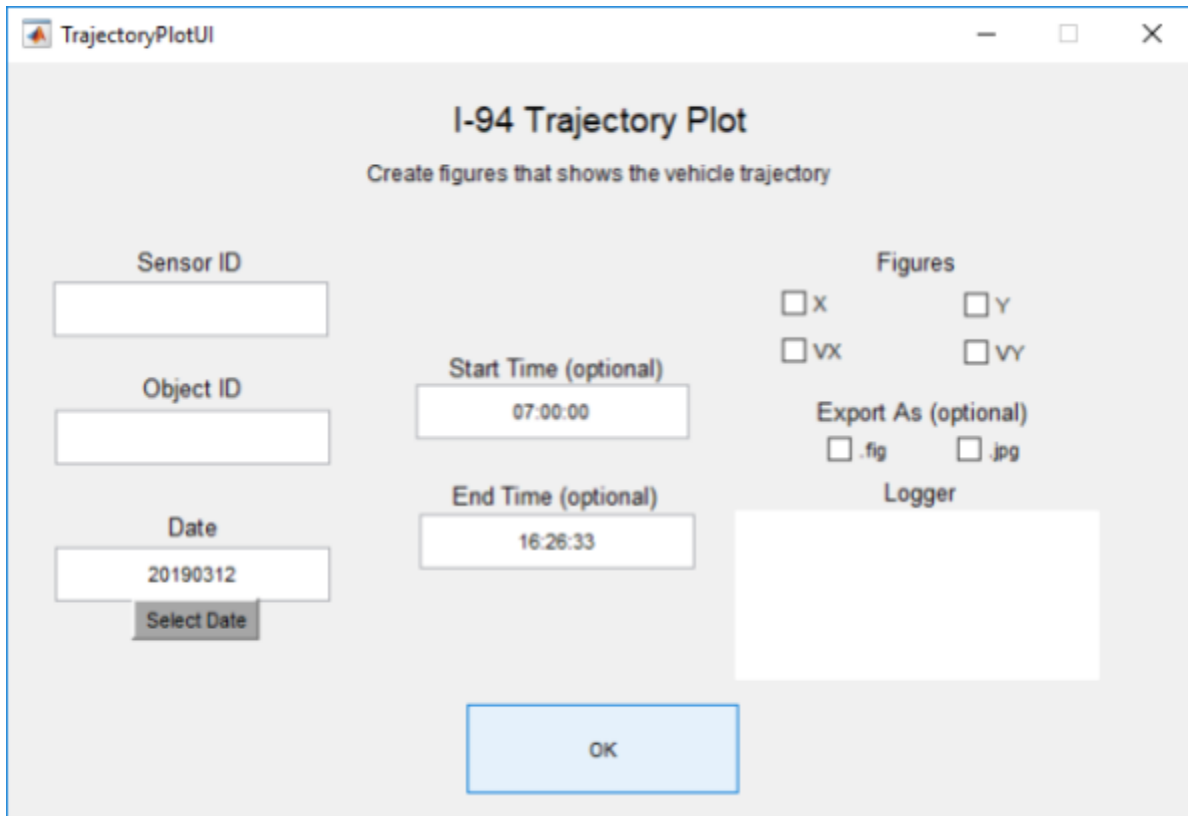 TrajectoryPlotUI
I-94 Trajectory Plot
Create figures that shows the vehicle trajectory
Sensor ID
Object ID
Date
20190312
Select Date
Start Time (optional)
07:00:00
End Time (optional)
16:26:33
Figures
X Y
VX VY
Export As (optional)
.fig .jpg
Logger
OK